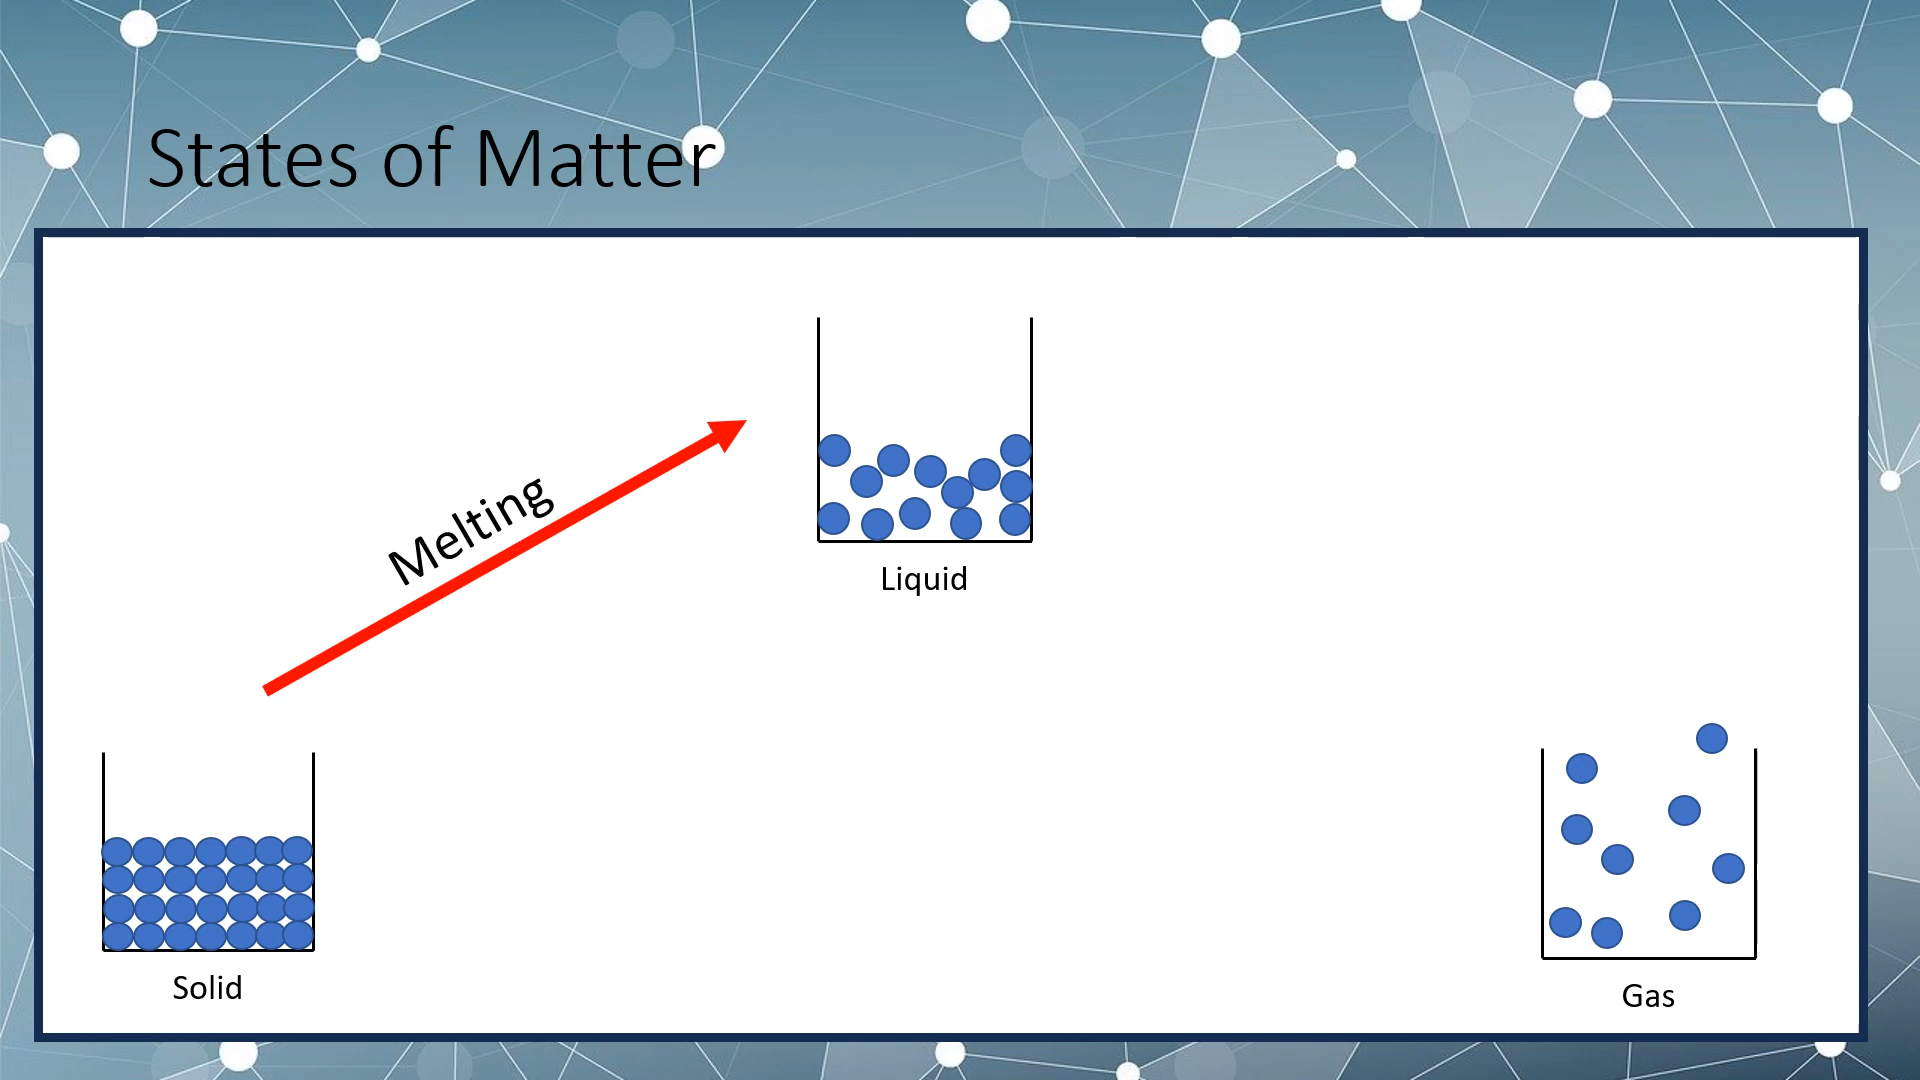 States of Matter
Melting
Liquid
Solid
Gas